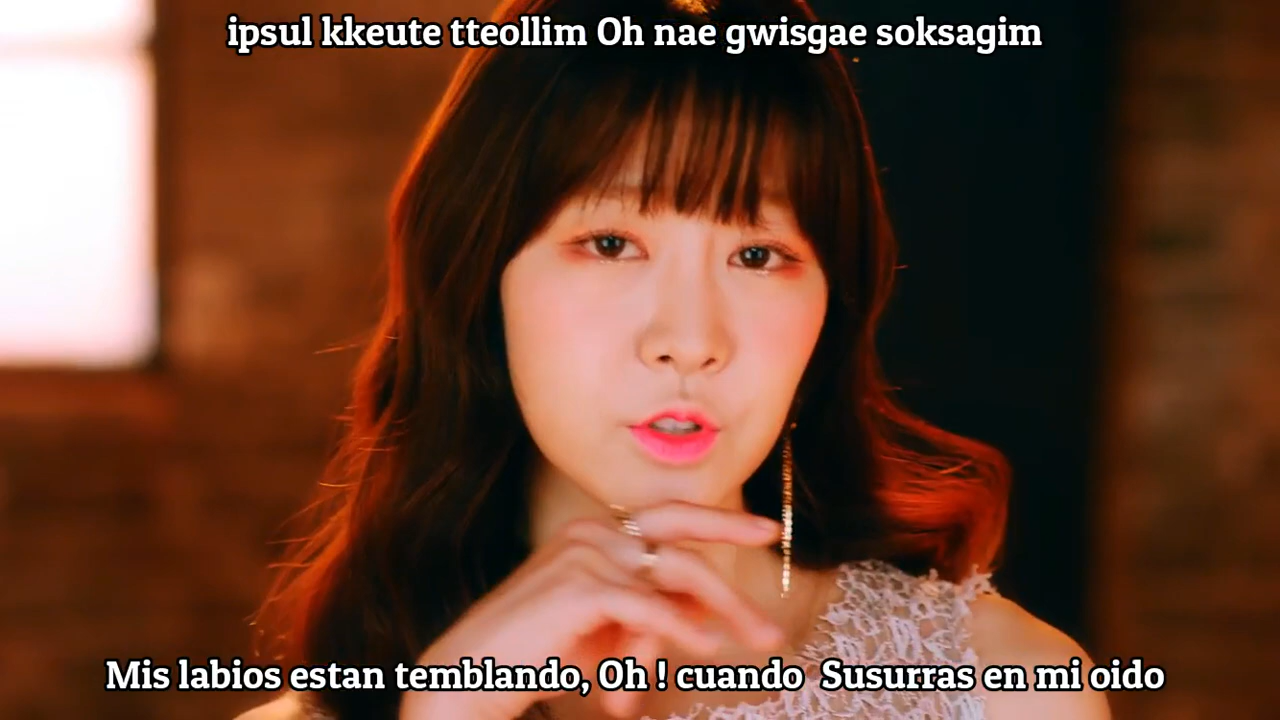 ipsul kkeute tteollim Oh nae gwisgae soksagim
Mis labios estan temblando, Oh ! cuando  Susurras en mi oido